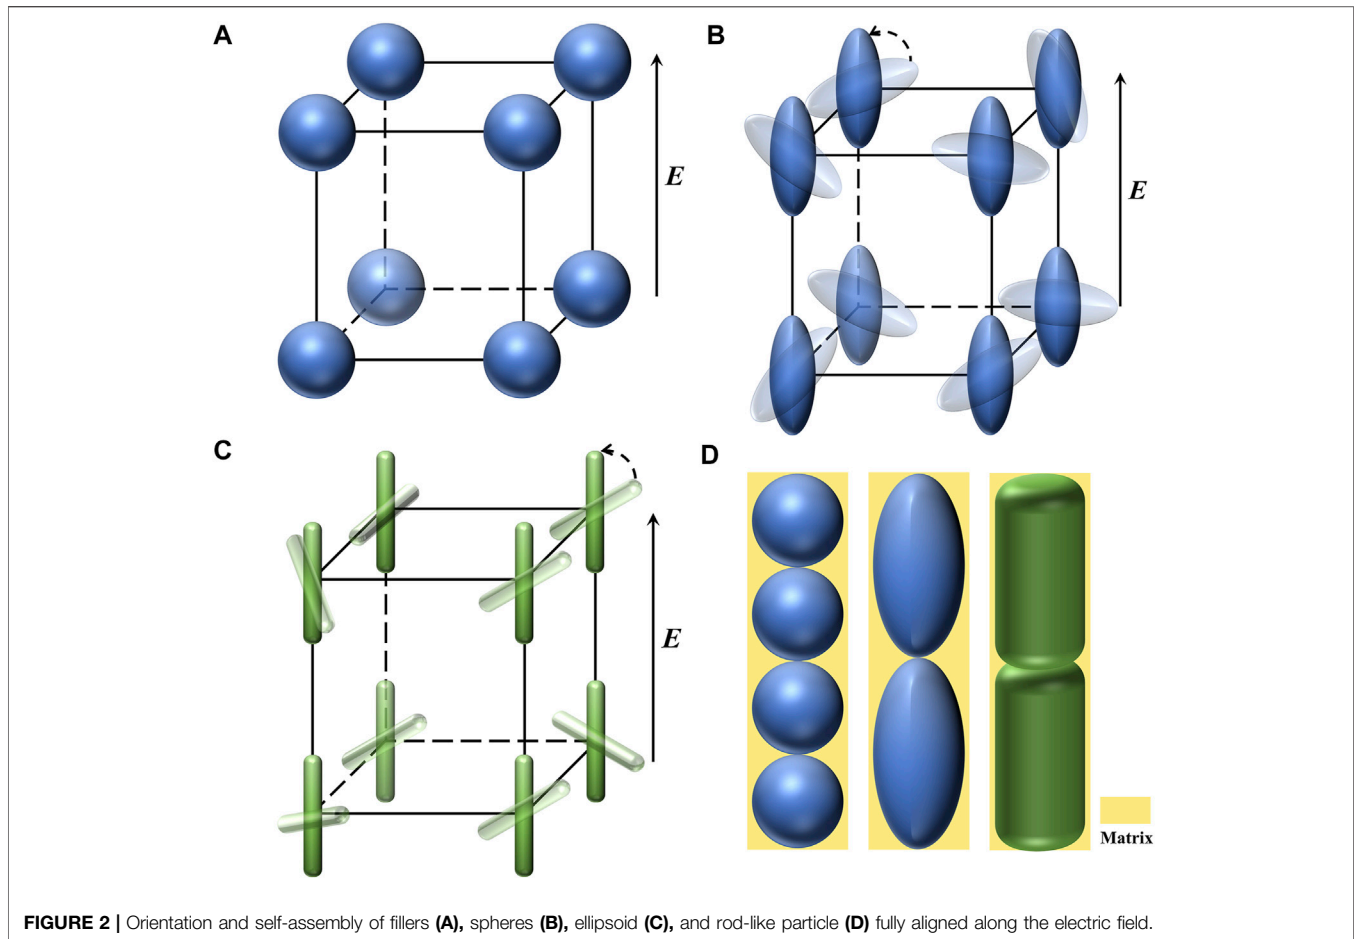 A
B
E
E
C
D
E
Matrix
FIGURE 2 | Orientation and self-assembly of fillers (A), spheres (B), ellipsoid (C), and rod-like particle (D) fully aligned along the electric field.